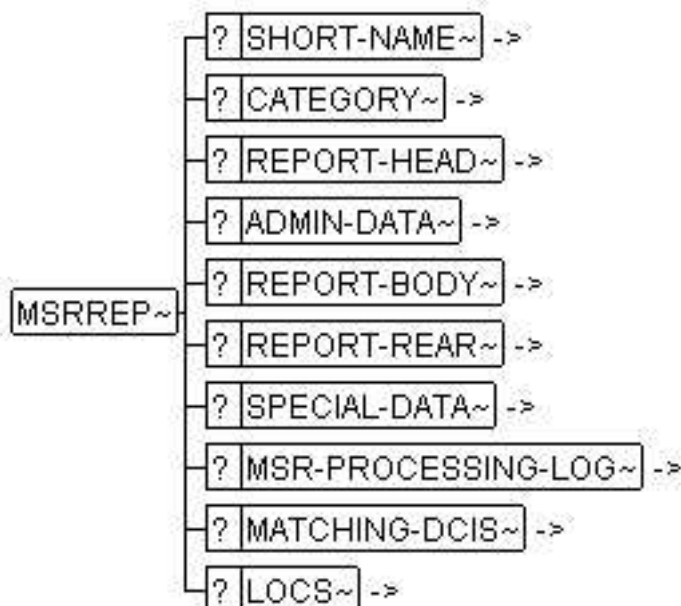 ? SHORT-NAME~ ->
? CATEGORY~ ->
? REPORT-HEAD~ ->
? ADMIN-DATA~ ->
? REPORT-BODY~ ->
MSRREP~
? REPORT-REAR~ ->
? SPECIAL-DATA~ ->
? MSR-PROCESSING-LOG~ ->
? MATCHING-DCIS~ ->
? LOCS~ ->